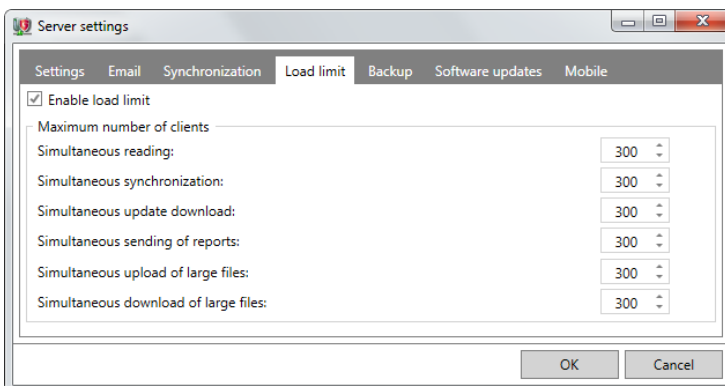 Server settings
Settings Email Synchronization Load limit Backup Software updates Mobile
Enable load limit
Maximum number of clients
Simultaneous reading: 300
Simultaneous synchronization: 300
Simultaneous update download: 300
Simultaneous sending of reports: 300
Simultaneous upload of large files: 300
Simultaneous download of large files: 300
OK Cancel